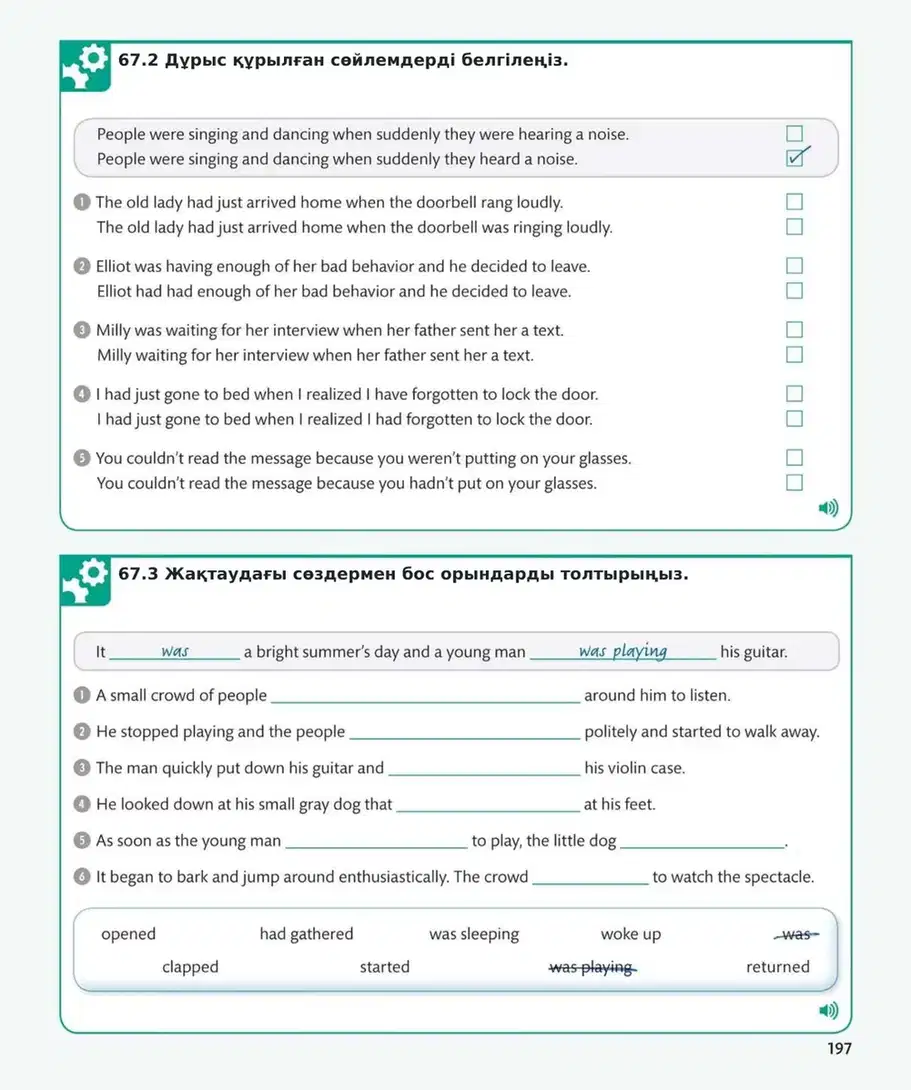 67.2 Дұрыс құрылған сөйлемдерді белгілеңіз.
People were singing and dancing when suddenly they were hearing a noise.
People were singing and dancing when suddenly they heard a noise.
1 The old lady had just arrived home when the doorbell rang loudly.
The old lady had just arrived home when the doorbell was ringing loudly.
2 Elliot was having enough of her bad behavior and he decided to leave.
Elliot had had enough of her bad behavior and he decided to leave.
3 Milly was waiting for her interview when her father sent her a text.
Milly waiting for her interview when her father sent her a text.
4 I had just gone to bed when I realized I have forgotten to lock the door.
I had just gone to bed when I realized I had forgotten to lock the door.
5 You couldn't read the message because you weren't putting on your glasses.
You couldn't read the message because you hadn't put on your glasses.
67.3 Жақтаудағы сөздермен бос орындарды толтырыңыз.
It was a bright summer's day and a young man was playing his guitar.
1 A small crowd of people ____ around him to listen.
2 He stopped playing and the people ____ politely and started to walk away.
3 The man quickly put down his guitar and ____ his violin case.
4 He looked down at his small gray dog that ____ at his feet.
5 As soon as the young man ____ to play, the little dog ____.
6 It began to bark and jump around enthusiastically. The crowd ____ to watch the spectacle.
opened had gathered was sleeping woke up was
clapped started was playing returned
197